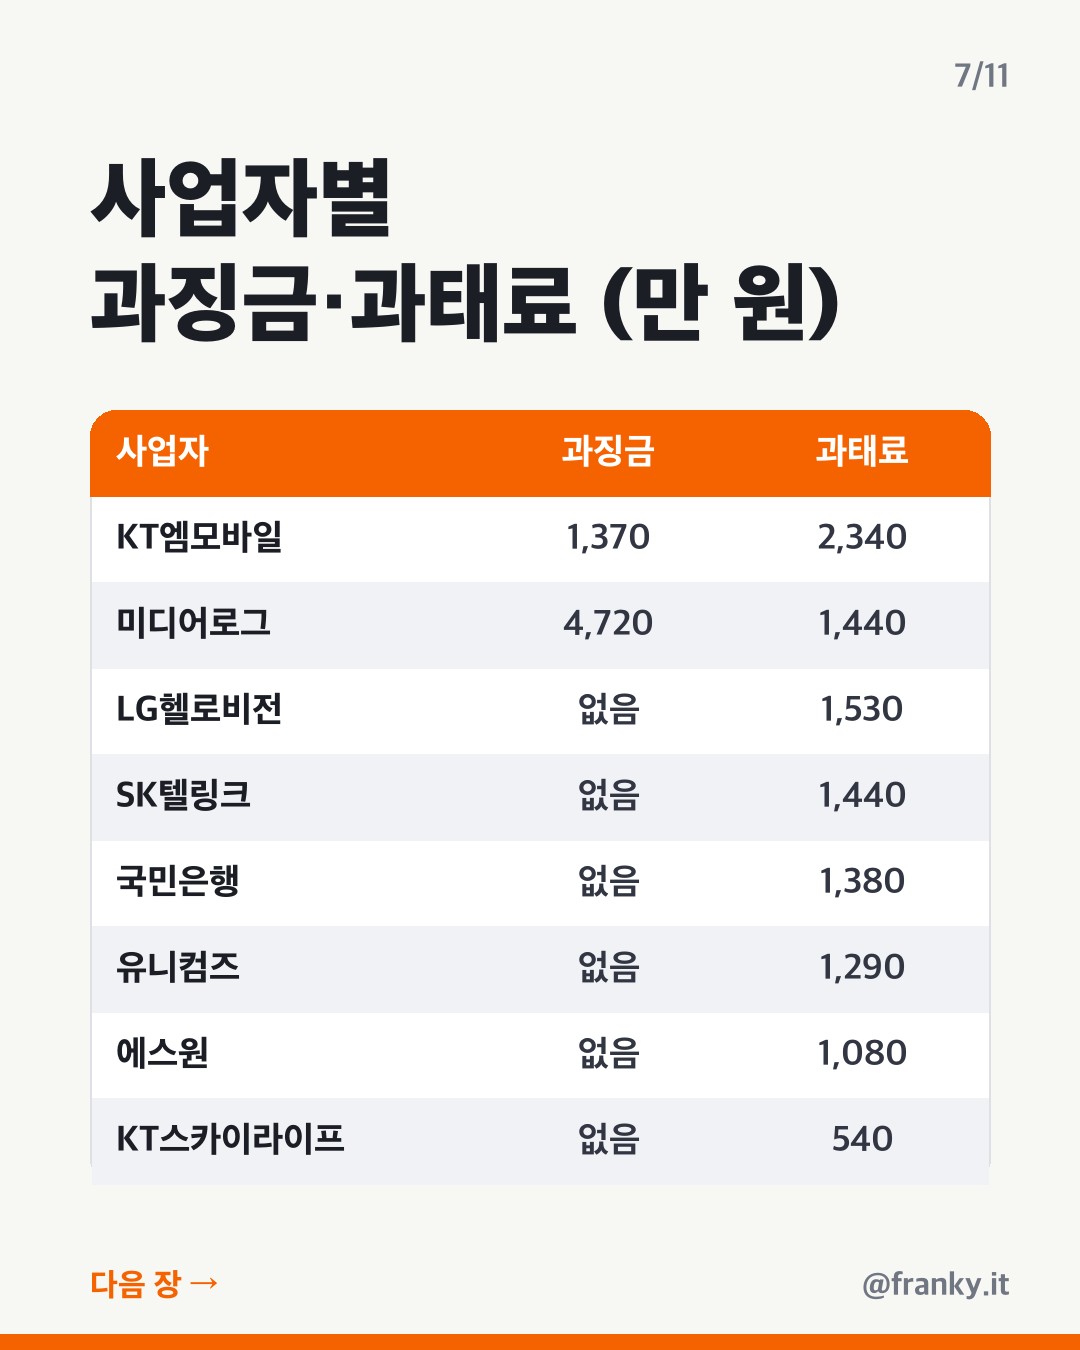 7/11
사업자별
과징금·과태료 (만 원)
사업자 과징금 과태료
KT엠모바일 1,370 2,340
미디어로그 4,720 1,440
LG헬로비전 없음 1,530
SK텔링크 없음 1,440
국민은행 없음 1,380
유니컴즈 없음 1,290
에스원 없음 1,080
KT스카이라이프 없음 540
다음 장 →
@franky.it